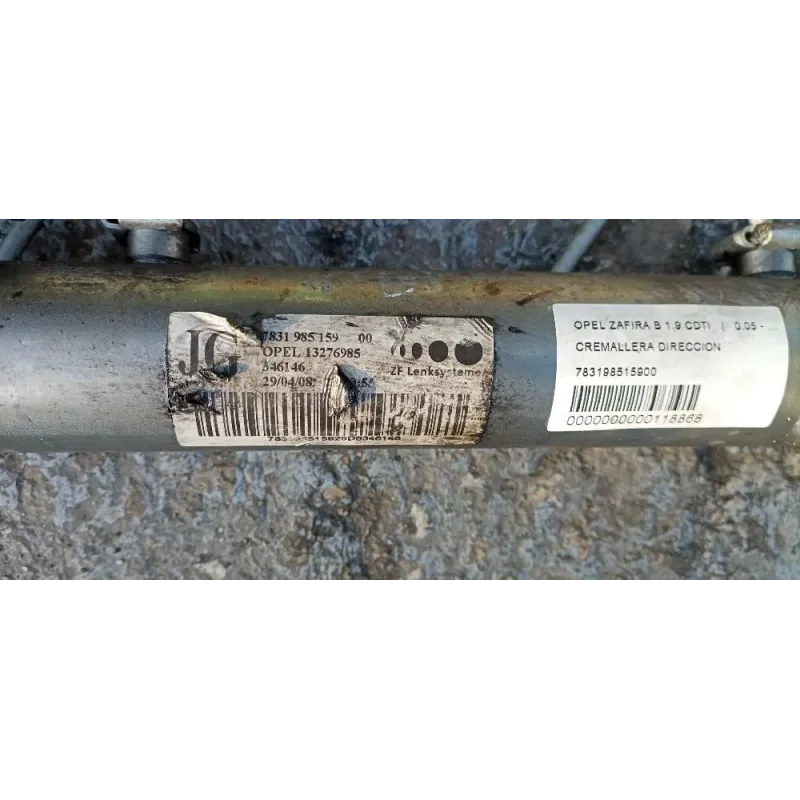 JG
7831 985 159 00
OPEL 13276985
346146
29/04/08
ZF Lenksysteme
OPEL ZAFIRA B 1.9 CDTI | 0.05 - ...
CREMALLERA DIRECCION
783198515900
0000000000118868